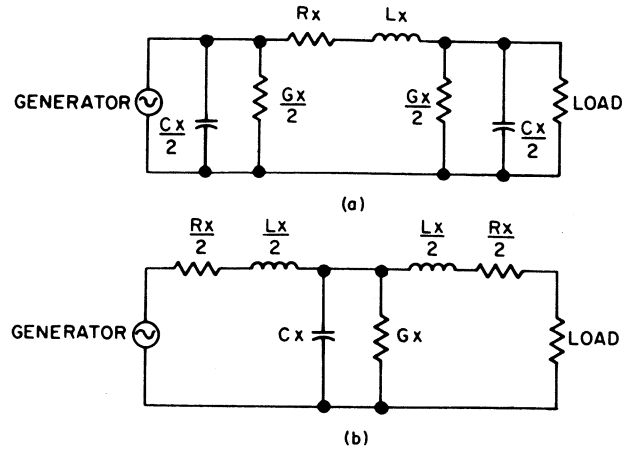 Rx Lx
GENERATOR
Cx
2
Gx
2
Gx
2
Cx
2
LOAD
(a)
Rx
2
Lx
2
Lx
2
Rx
2
GENERATOR
Cx
Gx
LOAD
(b)